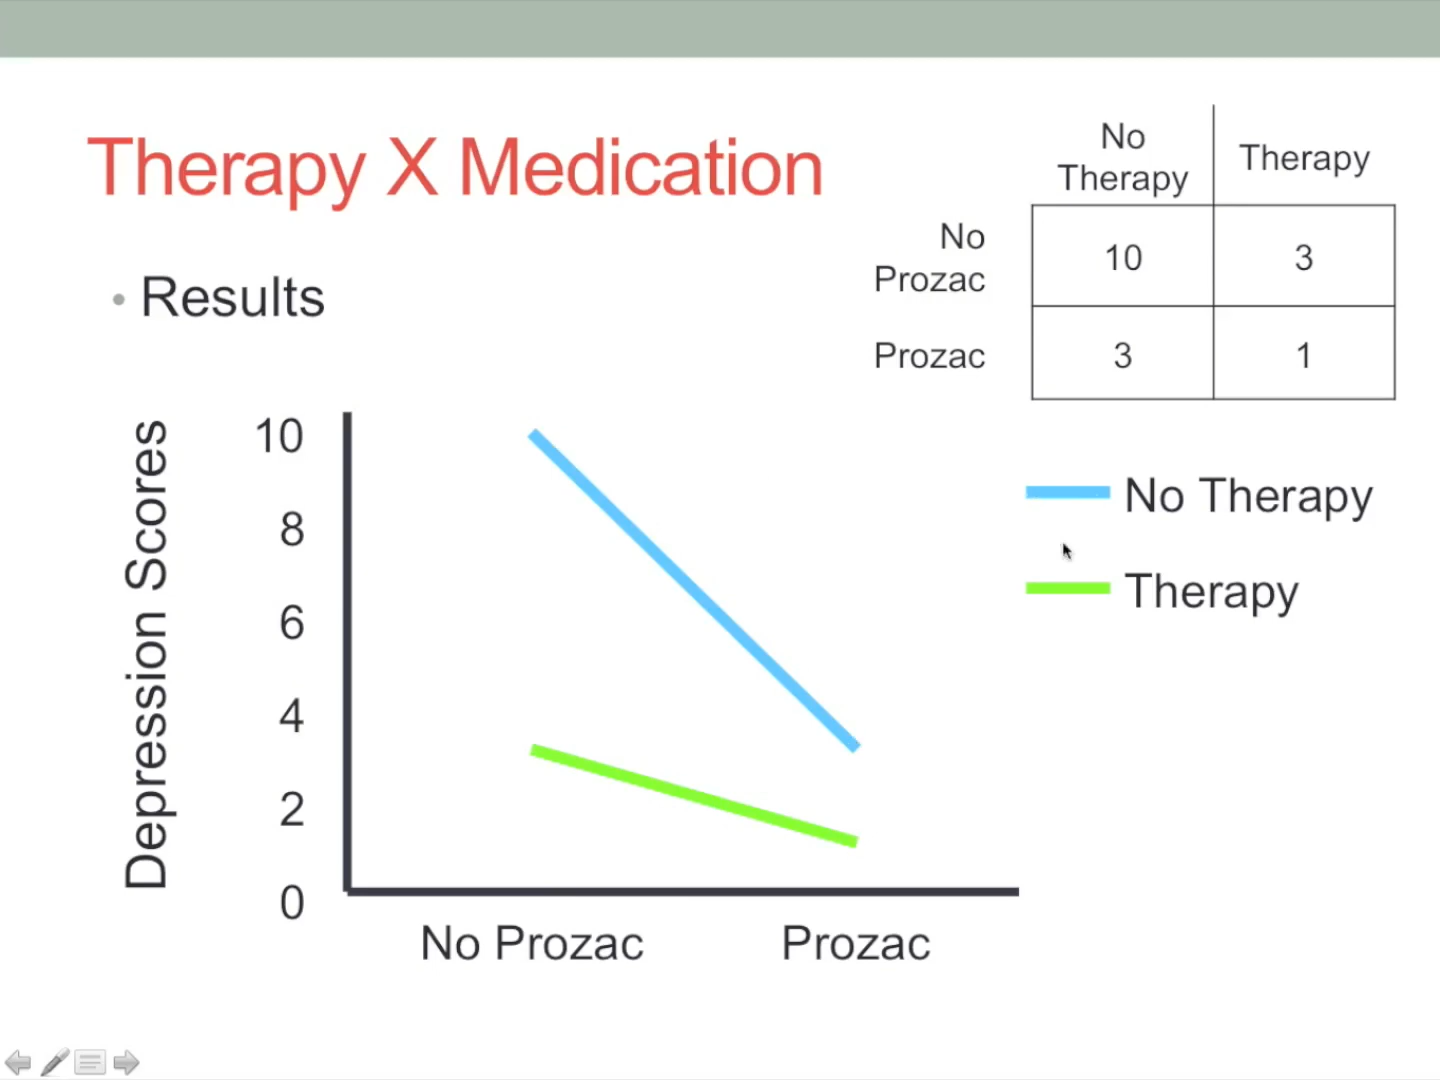 Therapy X Medication
• Results
No
Therapy
Therapy
No
Prozac
10
3
Prozac
3
1
Depression Scores
10
8
6
4
2
0
No Prozac
Prozac
No Therapy
Therapy